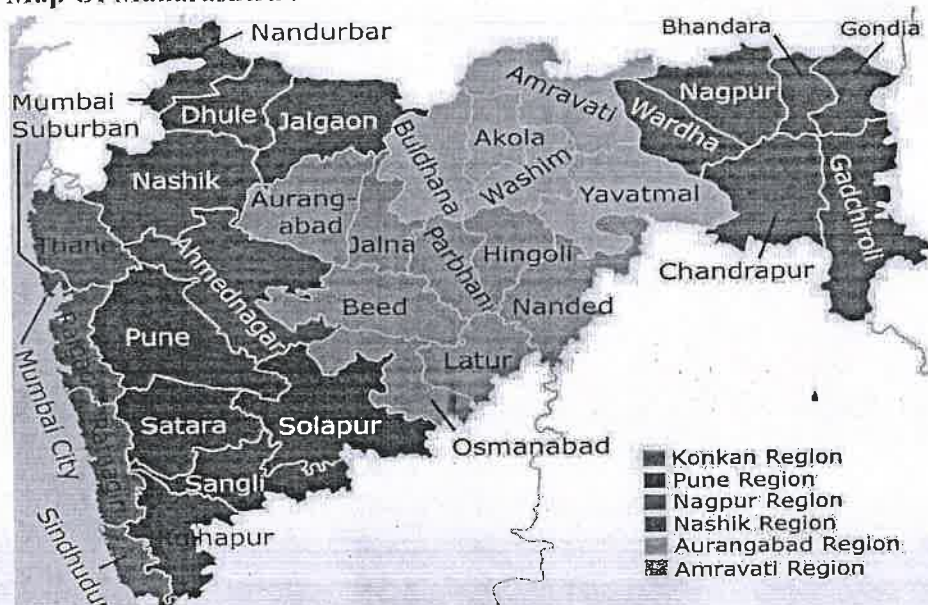 Nandurbar
Bhandara
Gondia
Mumbai
Suburban
Dhule
Jalgaon
Buldhana
Akola
Amravati
Washim
Wardha
Nagpur
Nashik
Aurang-
abad
Jalna
Parbhani
Hingoli
Yavatmal
Gadchiroli
Thane
Ahmednagar
Chandrapur
Beed
Nanded
Pune
Latur
Mumbai City
Satara
Solapur
Osmanabad
Sangli
Konkan Region
Pune Region
Nagpur Region
Nashik Region
Aurangabad Region
Amravati Region